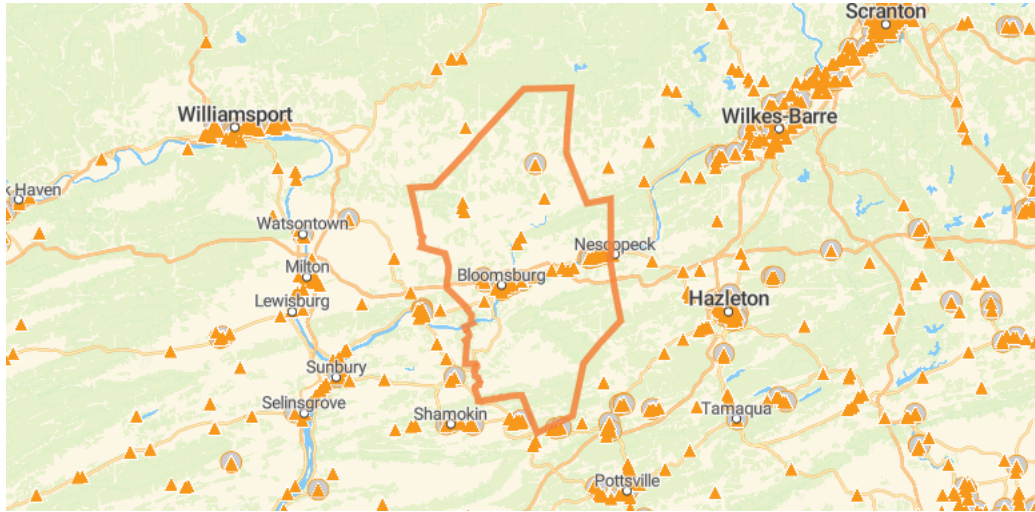 Scranton
Williamsport
Wilkes-Barre
k Haven
Watsontown
Nescopeck
Milton
Bloomsburg
Lewisburg
Hazleton
Sunbury
Selinsgrove
Shamokin
Tamaqua
Pottsville